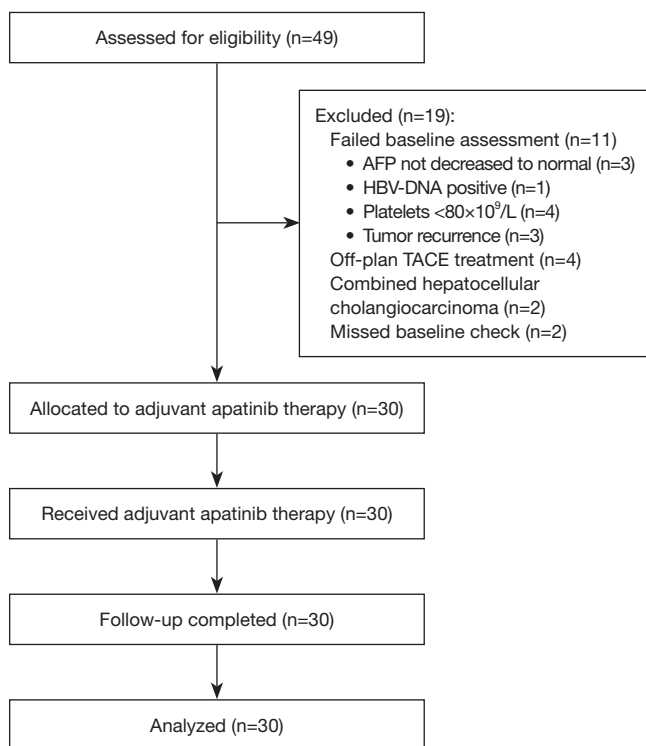 Assessed for eligibility (n=49)
Excluded (n=19):
Failed baseline assessment (n=11)
• AFP not decreased to normal (n=3)
• HBV-DNA positive (n=1)
• Platelets <80×10⁹/L (n=4)
• Tumor recurrence (n=3)
Off-plan TACE treatment (n=4)
Combined hepatocellular
cholangiocarcinoma (n=2)
Missed baseline check (n=2)
Allocated to adjuvant apatinib therapy (n=30)
Received adjuvant apatinib therapy (n=30)
Follow-up completed (n=30)
Analyzed (n=30)